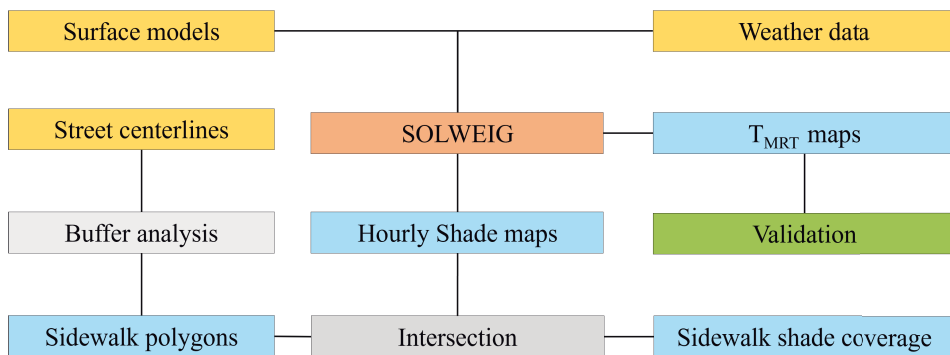 Surface models
Weather data
Street centerlines
SOLWEIG
TMRT maps
Buffer analysis
Hourly Shade maps
Validation
Sidewalk polygons
Intersection
Sidewalk shade coverage